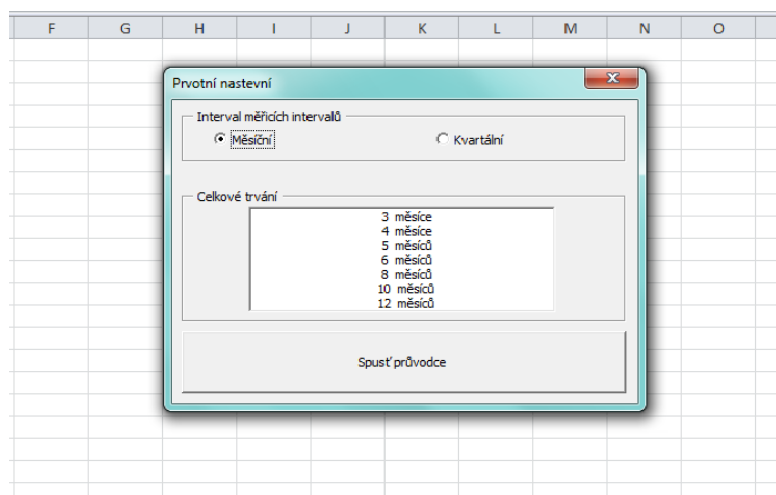 F G H I J K L M N O
Prvotní nastevní
Interval měřicích intervalů
Měsíční Kvartální
Celkové trvání
3 měsíce
4 měsíce
5 měsíců
6 měsíců
8 měsíců
10 měsíců
12 měsíců
Spusť průvodce